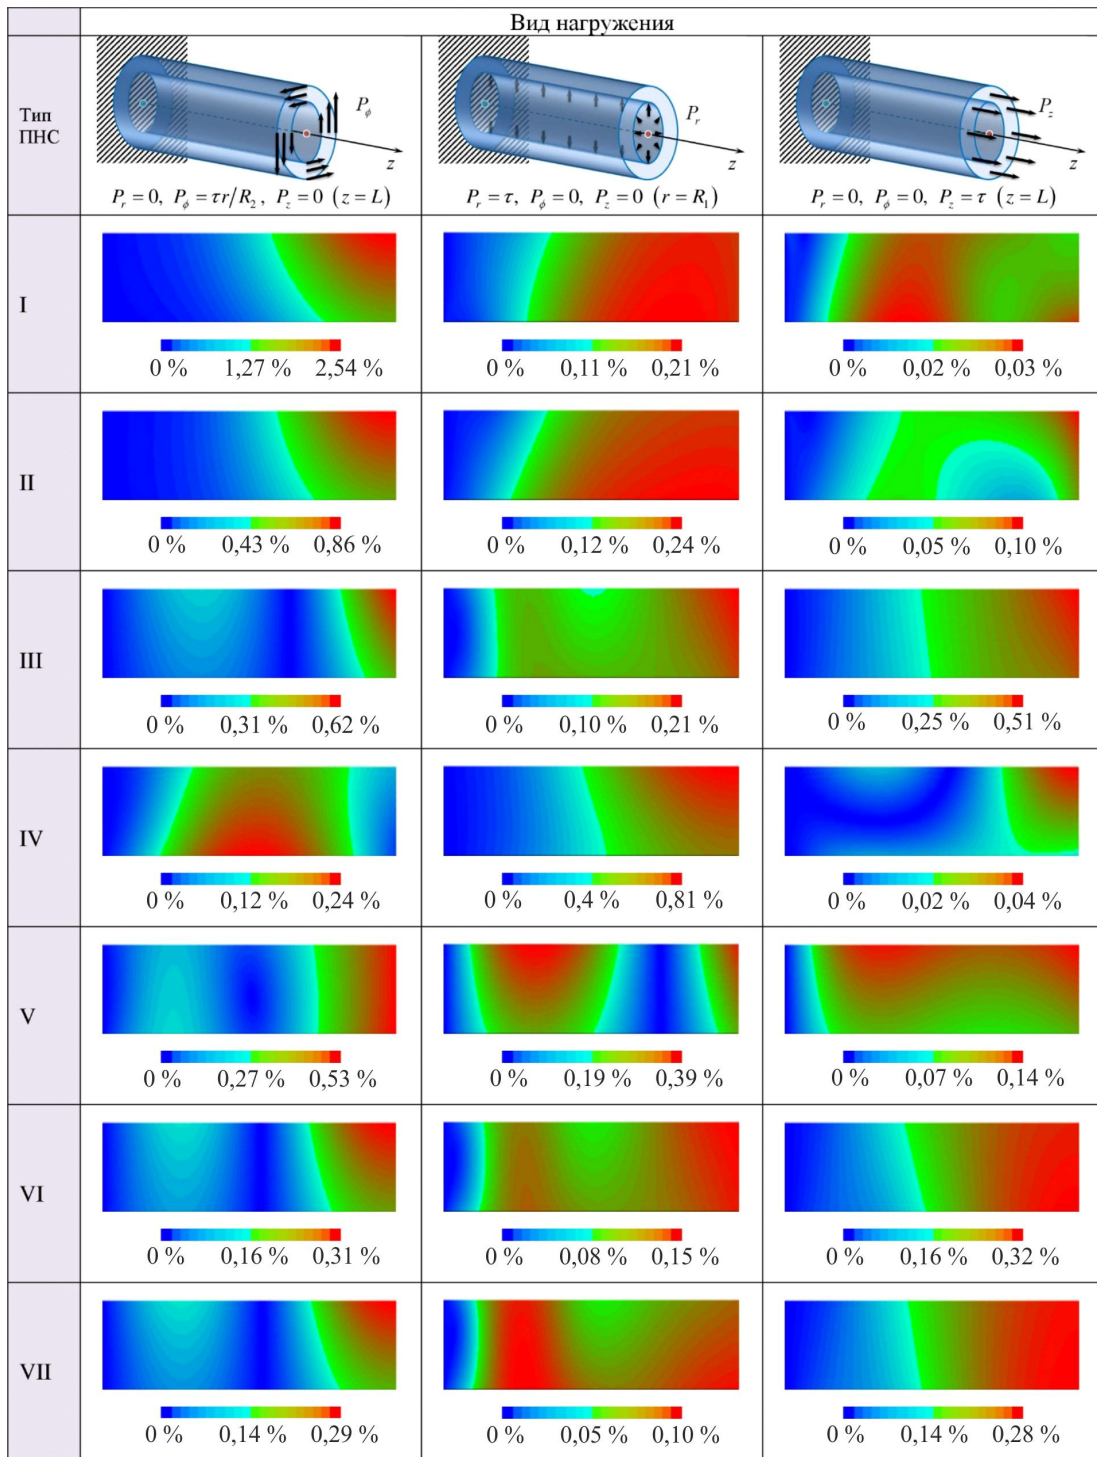 Вид нагружения
Тип
ПНС
P_ϕ
z
P_r = 0, P_ϕ = τr/R_2, P_z = 0 (z = L)
P_r
z
P_r = τ, P_ϕ = 0, P_z = 0 (r = R_1)
P_z
z
P_r = 0, P_ϕ = 0, P_z = τ (z = L)
I
0 % 1,27 % 2,54 %
0 % 0,11 % 0,21 %
0 % 0,02 % 0,03 %
II
0 % 0,43 % 0,86 %
0 % 0,12 % 0,24 %
0 % 0,05 % 0,10 %
III
0 % 0,31 % 0,62 %
0 % 0,10 % 0,21 %
0 % 0,25 % 0,51 %
IV
0 % 0,12 % 0,24 %
0 % 0,4 % 0,81 %
0 % 0,02 % 0,04 %
V
0 % 0,27 % 0,53 %
0 % 0,19 % 0,39 %
0 % 0,07 % 0,14 %
VI
0 % 0,16 % 0,31 %
0 % 0,08 % 0,15 %
0 % 0,16 % 0,32 %
VII
0 % 0,14 % 0,29 %
0 % 0,05 % 0,10 %
0 % 0,14 % 0,28 %